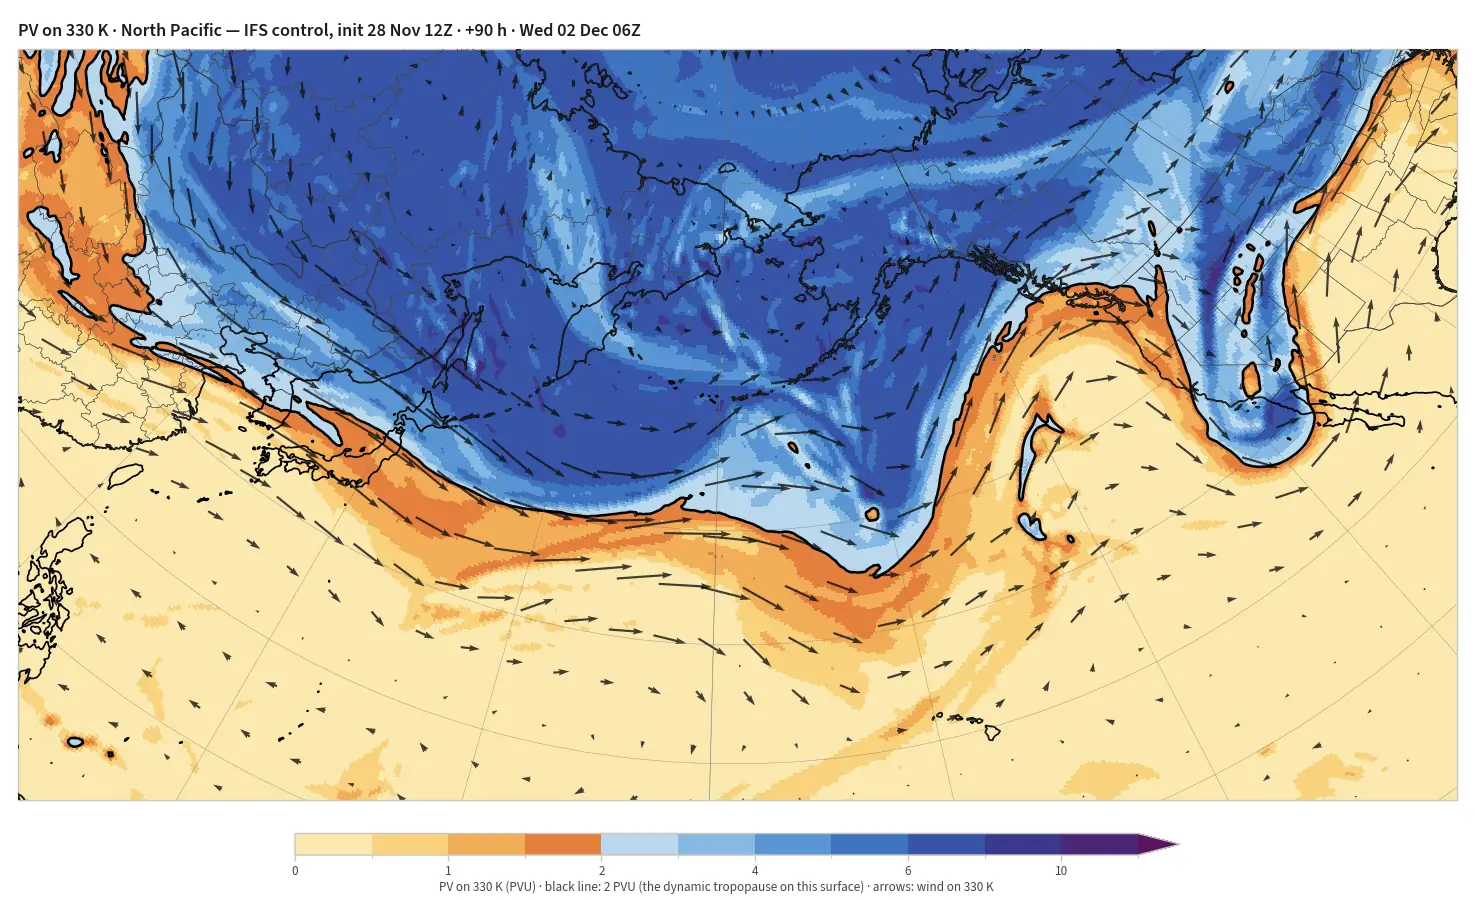 PV on 330 K · North Pacific — IFS control, init 28 Nov 12Z · +90 h · Wed 02 Dec 06Z
0 1 2 4 6 10
PV on 330 K (PVU) · black line: 2 PVU (the dynamic tropopause on this surface) · arrows: wind on 330 K